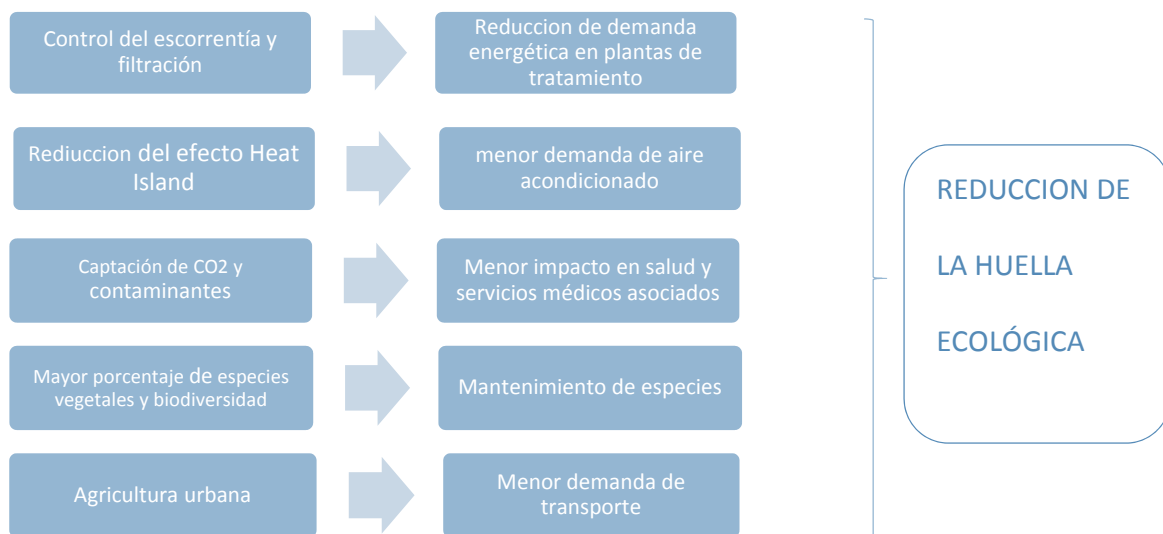 Control del escorrentía y
filtración
Reduccion de demanda
energética en plantas de
tratamiento
Rediuccion del efecto Heat
Island
menor demanda de aire
acondicionado
Captación de CO2 y
contaminantes
Menor impacto en salud y
servicios médicos asociados
Mayor porcentaje de especies
vegetales y biodiversidad
Mantenimiento de especies
Agricultura urbana
Menor demanda de
transporte
REDUCCION DE
LA HUELLA
ECOLÓGICA